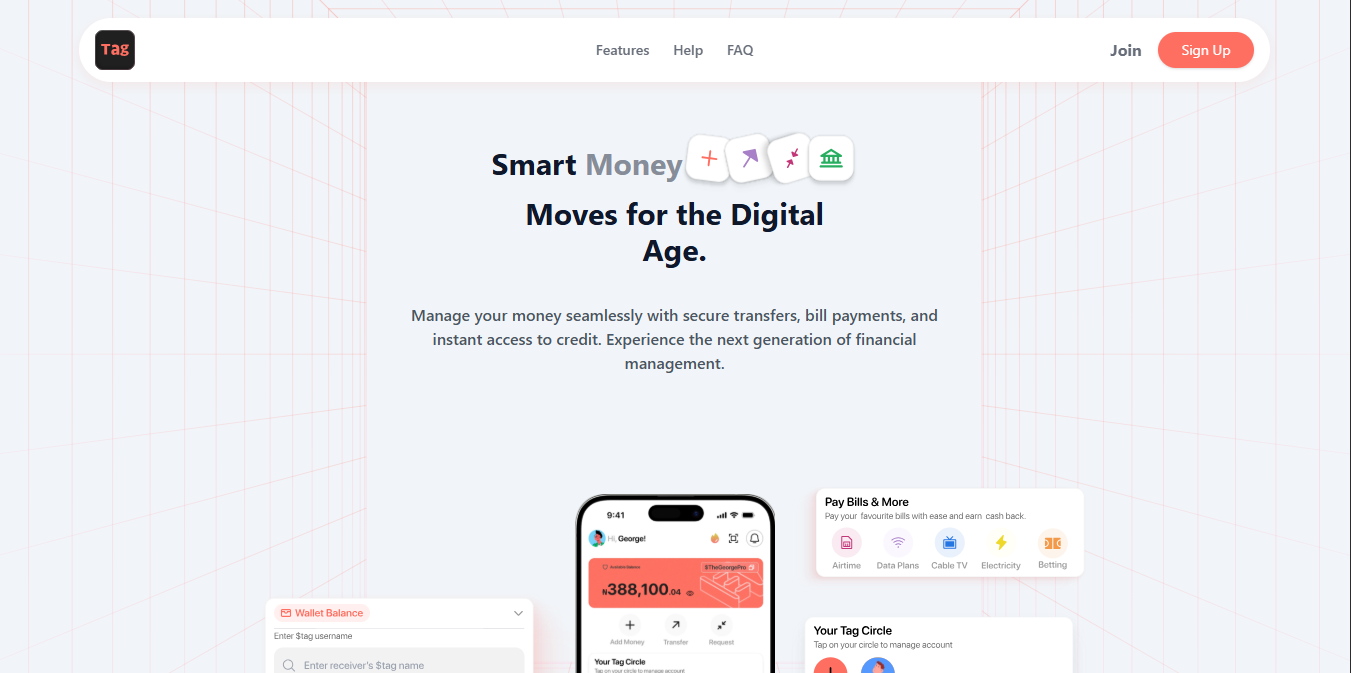 Tag
Features Help FAQ
Join Sign Up
Smart Money
Moves for the Digital
Age.
Manage your money seamlessly with secure transfers, bill payments, and
instant access to credit. Experience the next generation of financial
management.
9:41
Hi, George!
Available Balance
$TheGeorgePro
₦388,100.04
Add Money Transfer Request
Your Tag Circle
Tap on your circle to manage account
Pay Bills & More
Pay your favourite bills with ease and earn cash back.
Airtime Data Plans Cable TV Electricity Betting
Wallet Balance
Enter $tag username
Enter receiver's $tag name
Your Tag Circle
Tap on your circle to manage account